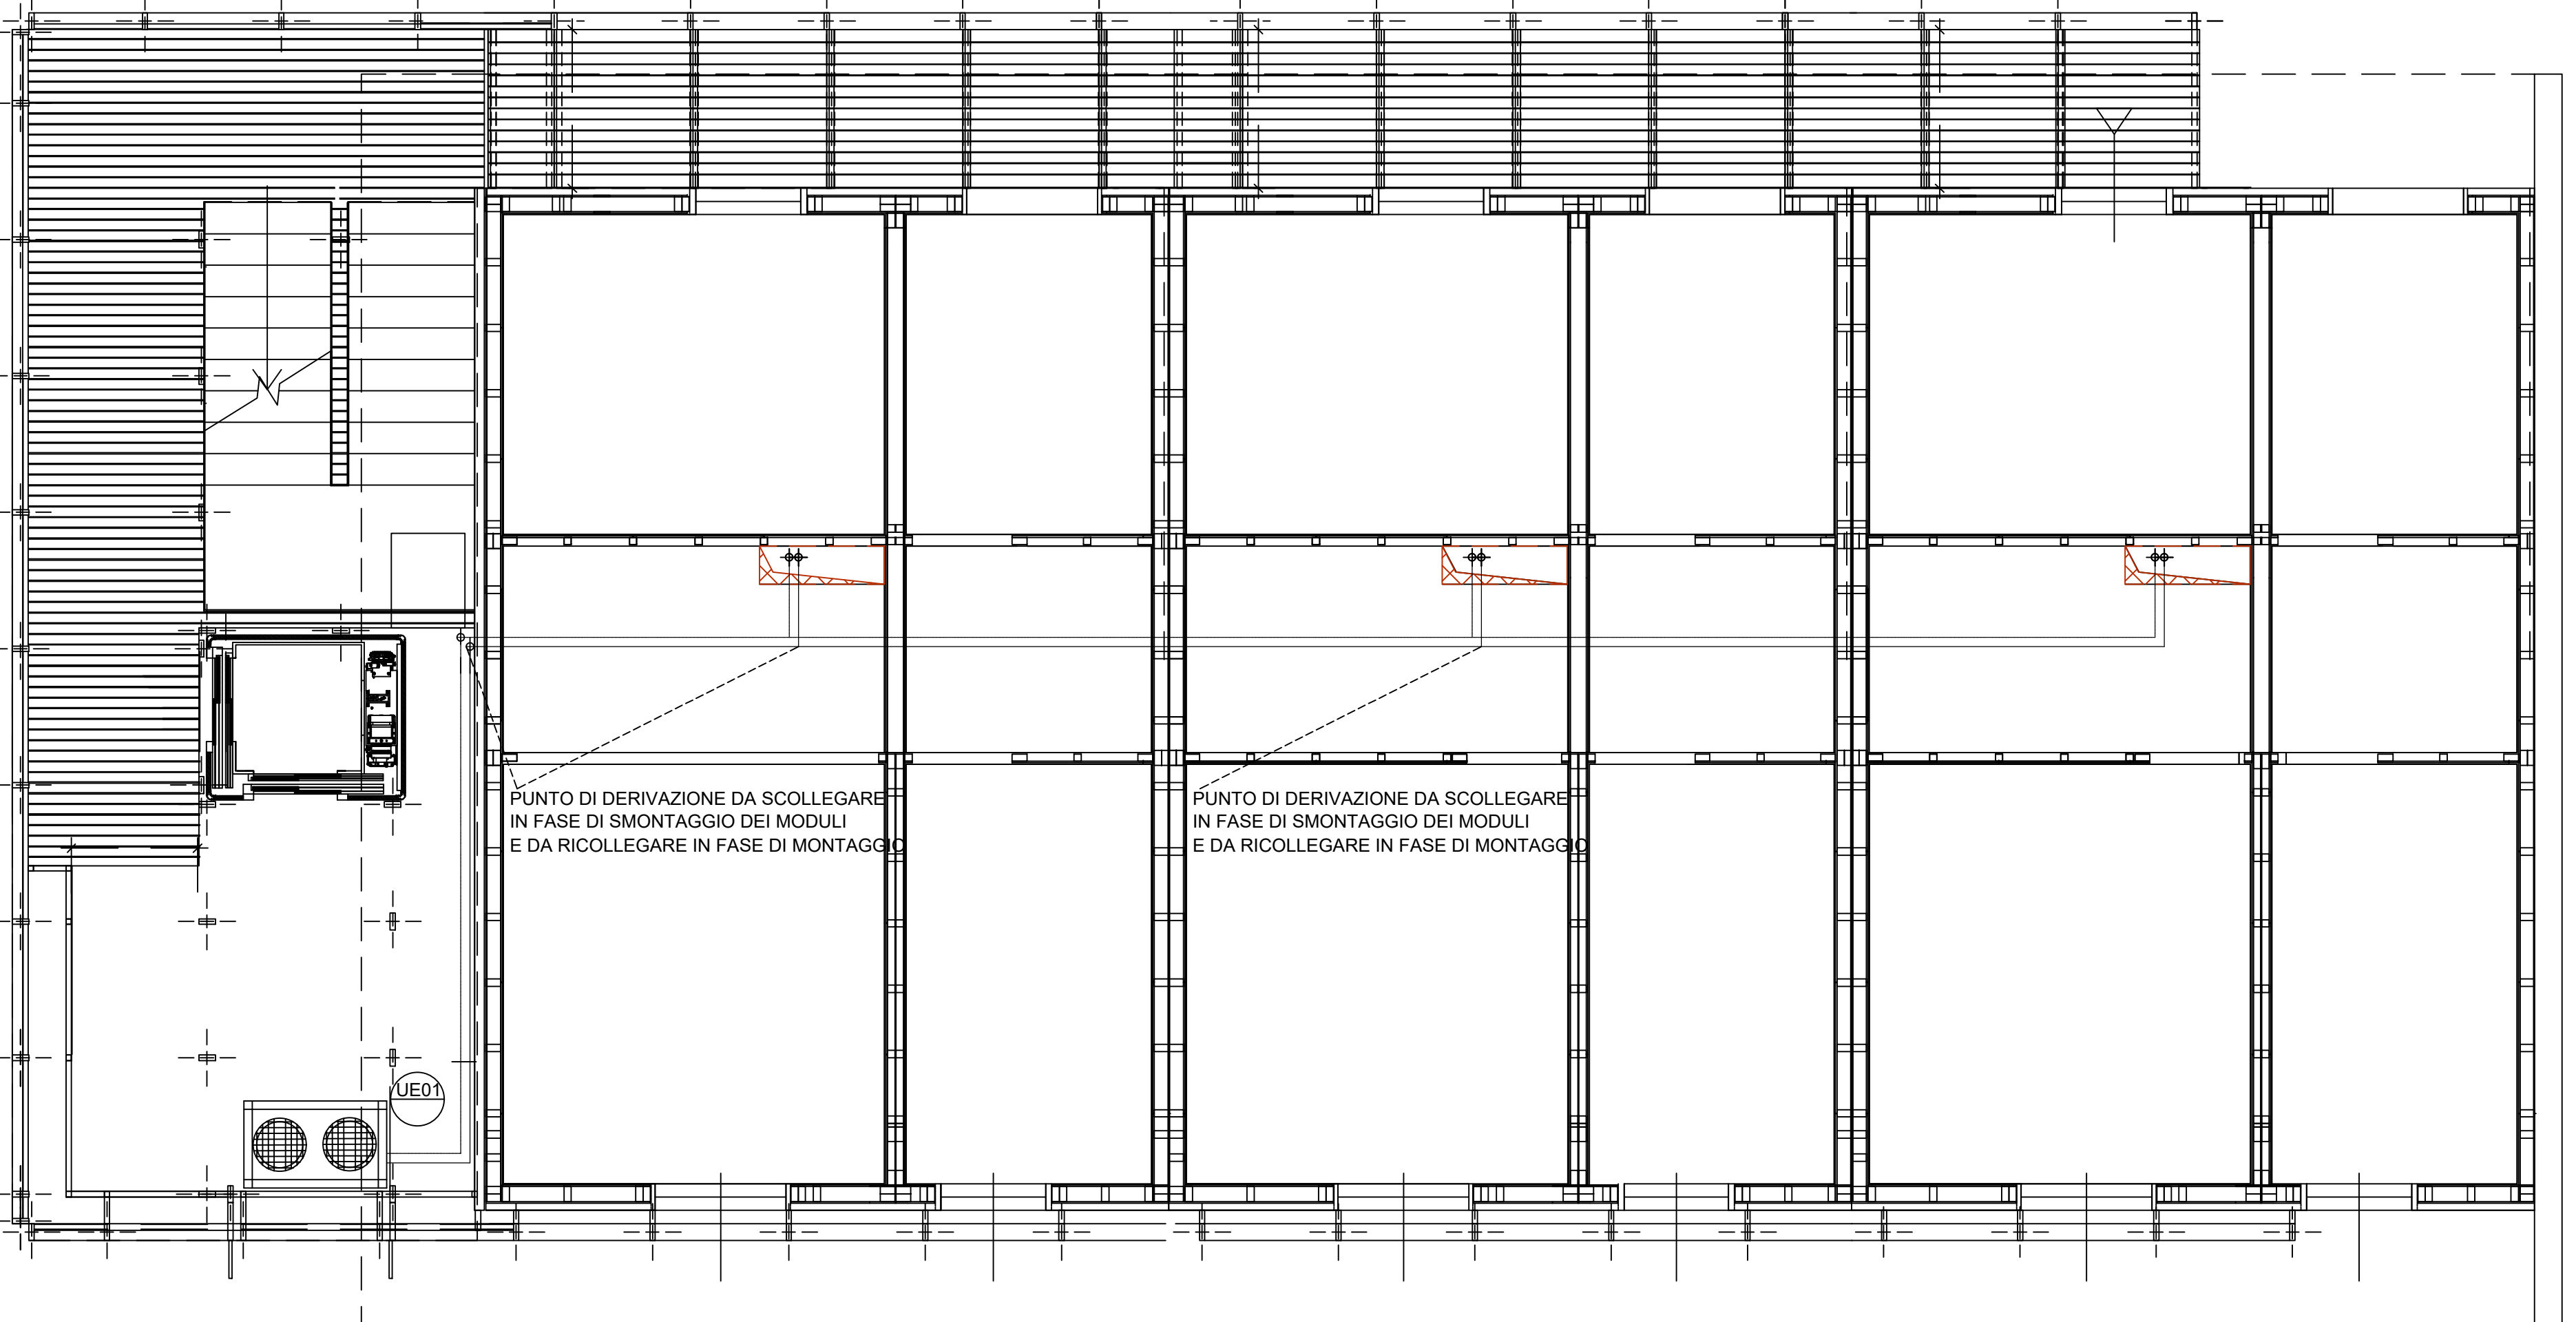 PUNTO DI DERIVAZIONE DA SCOLLEGARE
IN FASE DI SMONTAGGIO DEI MODULI
E DA RICOLLEGARE IN FASE DI MONTAGGIO
PUNTO DI DERIVAZIONE DA SCOLLEGARE
IN FASE DI SMONTAGGIO DEI MODULI
E DA RICOLLEGARE IN FASE DI MONTAGGIO
UE01